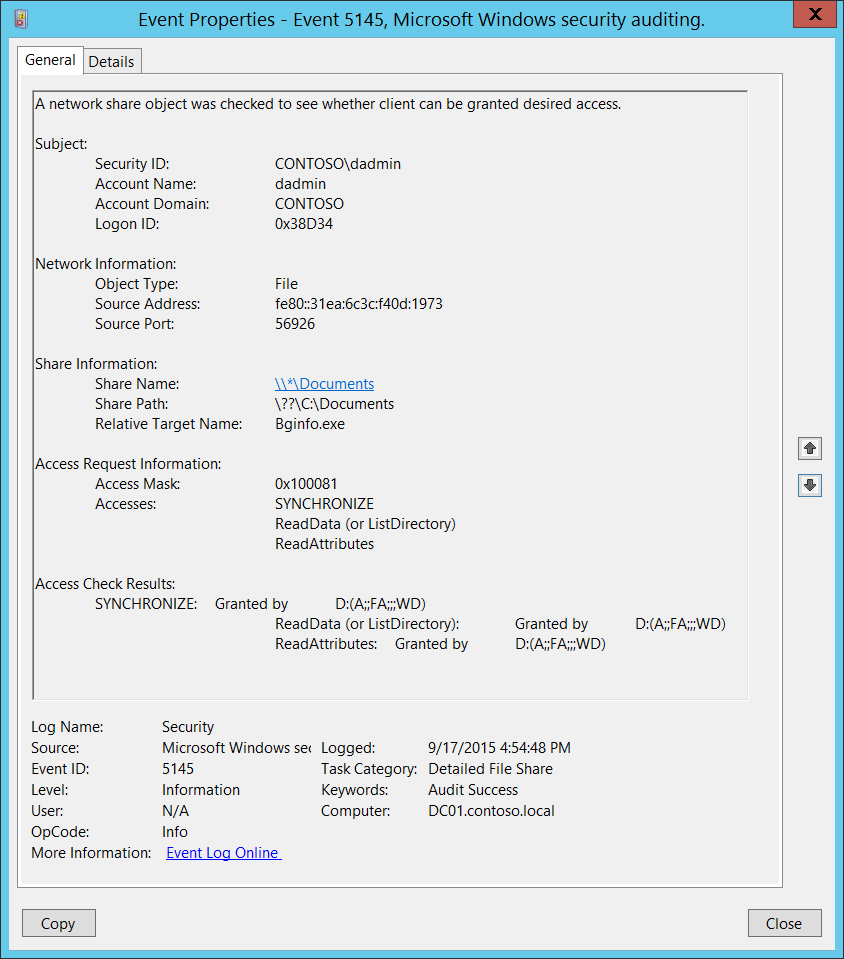 Event Properties - Event 5145, Microsoft Windows security auditing.
X
General Details
A network share object was checked to see whether client can be granted desired access.
Subject:
Security ID: CONTOSO\dadmin
Account Name: dadmin
Account Domain: CONTOSO
Logon ID: 0x38D34
Network Information:
Object Type: File
Source Address: fe80::31ea:6c3c:f40d:1973
Source Port: 56926
Share Information:
Share Name: \\*\Documents
Share Path: \??\C:\Documents
Relative Target Name: Bginfo.exe
Access Request Information:
Access Mask: 0x100081
Accesses: SYNCHRONIZE
ReadData (or ListDirectory)
ReadAttributes
Access Check Results:
SYNCHRONIZE: Granted by D:(A;;FA;;;WD)
ReadData (or ListDirectory): Granted by D:(A;;FA;;;WD)
ReadAttributes: Granted by D:(A;;FA;;;WD)
Log Name: Security
Source: Microsoft Windows sec Logged: 9/17/2015 4:54:48 PM
Event ID: 5145 Task Category: Detailed File Share
Level: Information Keywords: Audit Success
User: N/A Computer: DC01.contoso.local
OpCode: Info
More Information: Event Log Online
Copy Close